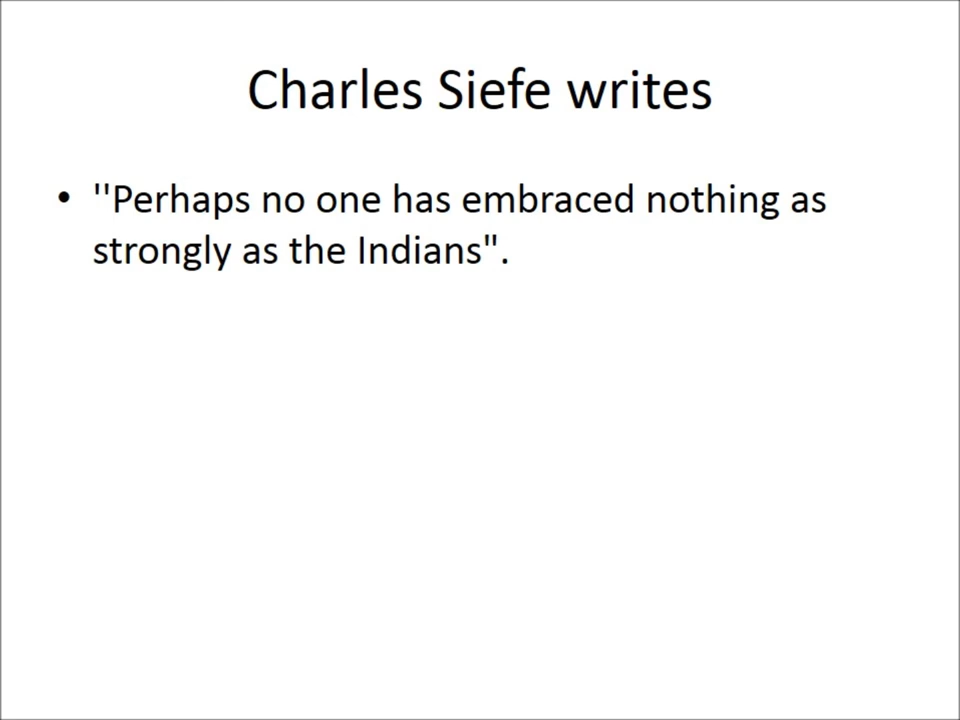 Charles Siefe writes
• ''Perhaps no one has embraced nothing as
strongly as the Indians".